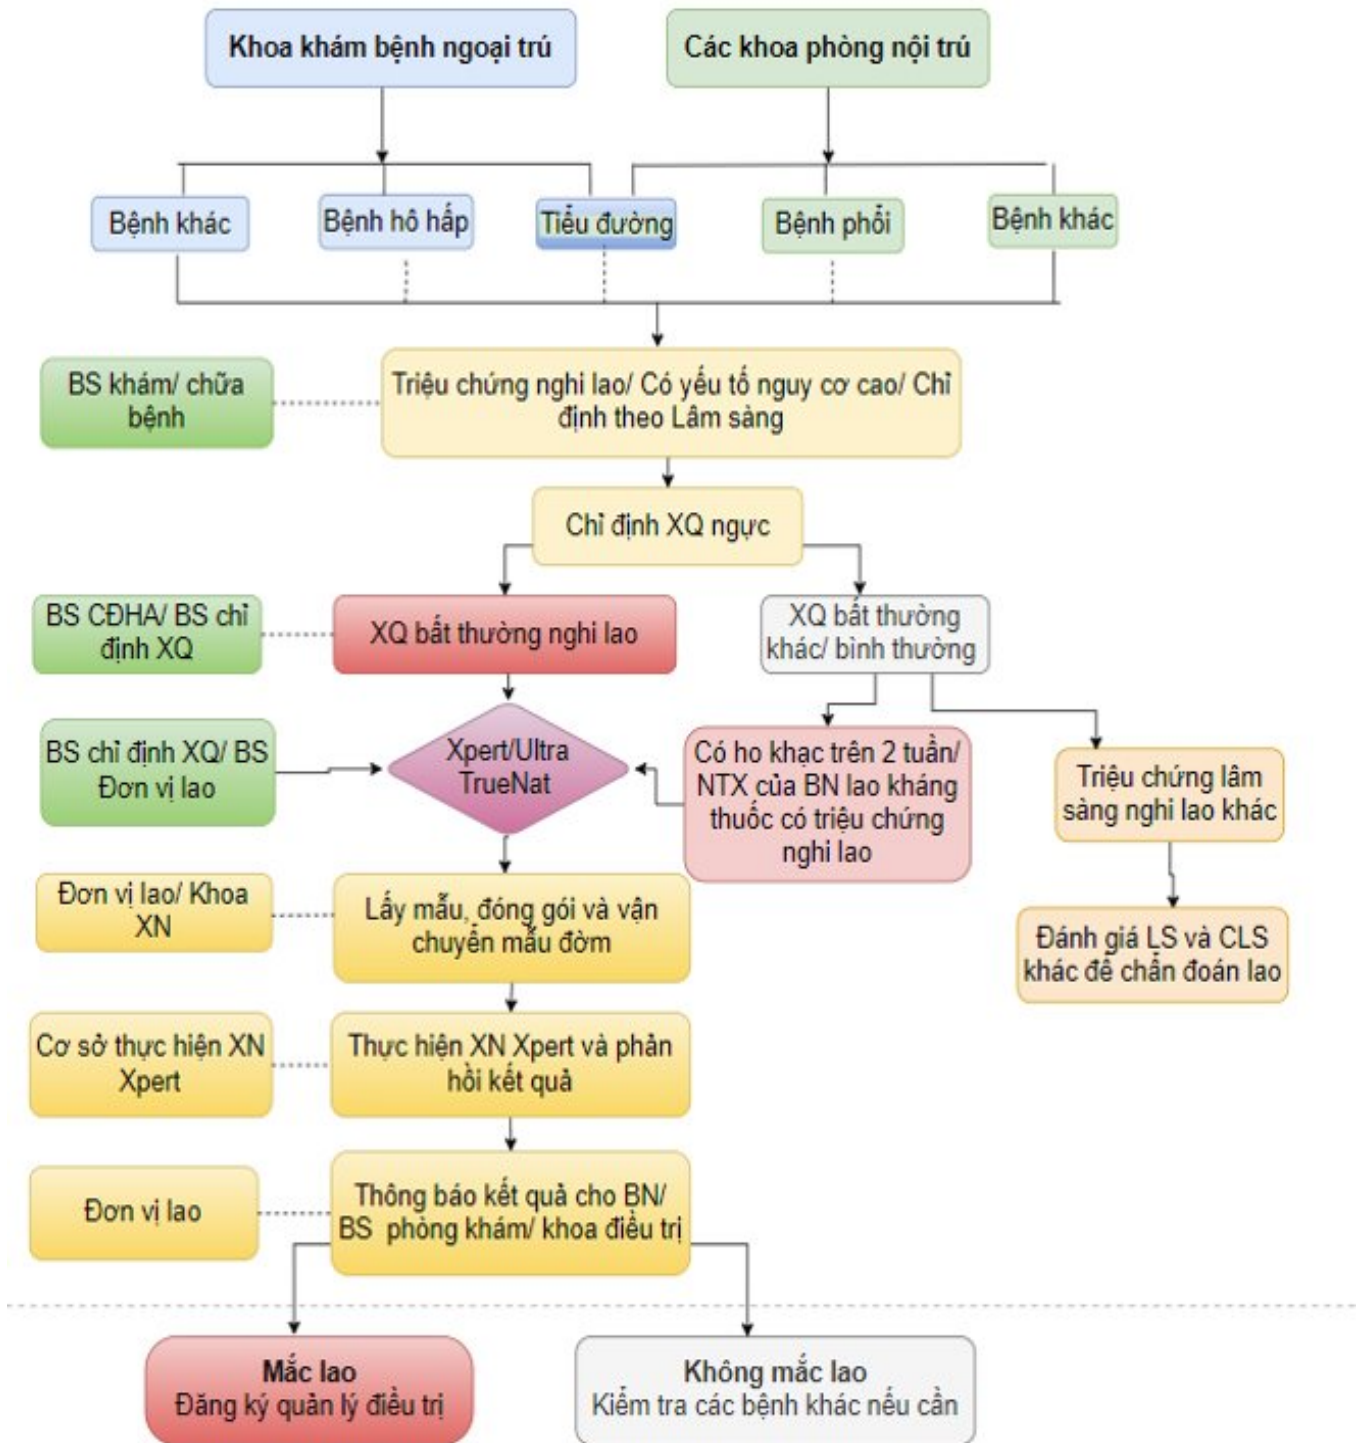 Khoa khám bệnh ngoại trú
Các khoa phòng nội trú
Bệnh khác
Bệnh hô hấp
Tiểu đường
Bệnh phổi
Bệnh khác
BS khám/ chữa
bệnh
Triệu chứng nghi lao/ Có yếu tố nguy cơ cao/ Chỉ
định theo Lâm sàng
Chỉ định XQ ngực
BS CĐHA/ BS chỉ
định XQ
XQ bất thường nghi lao
XQ bất thường
khác/ bình thường
BS chỉ định XQ/ BS
Đơn vị lao
Xpert/Ultra
TrueNat
Có ho khạc trên 2 tuần/
NTX của BN lao kháng
thuốc có triệu chứng
nghi lao
Triệu chứng lâm
sàng nghi lao khác
Đơn vị lao/ Khoa
XN
Lấy mẫu, đóng gói và vận
chuyển mẫu đờm
Đánh giá LS và CLS
khác để chẩn đoán lao
Cơ sở thực hiện XN
Xpert
Thực hiện XN Xpert và phản
hồi kết quả
Đơn vị lao
Thông báo kết quả cho BN/
BS phòng khám/ khoa điều trị
Mắc lao
Đăng ký quản lý điều trị
Không mắc lao
Kiểm tra các bệnh khác nếu cần